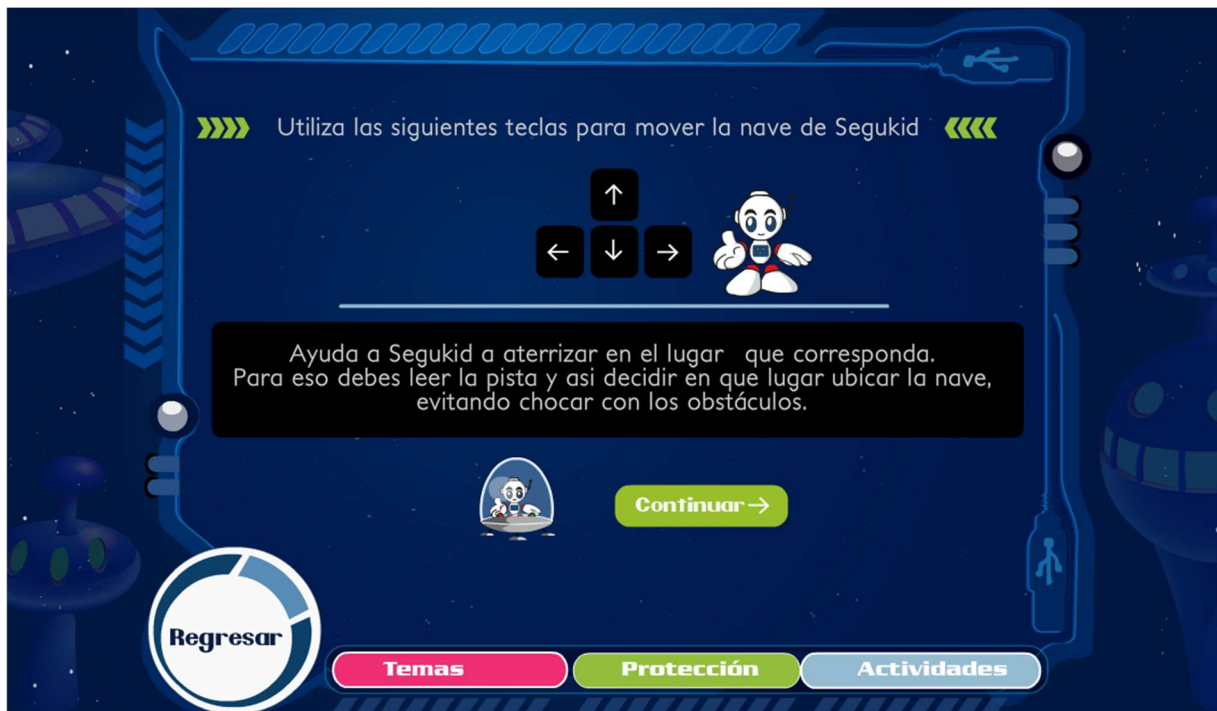 Utiliza las siguientes teclas para mover la nave de Segukid
↑
← ↓ →
Ayuda a Segukid a aterrizar en el lugar que corresponda.
Para eso debes leer la pista y asi decidir en que lugar ubicar la nave,
evitando chocar con los obstáculos.
Continuar→
Regresar
Temas
Protección
Actividades